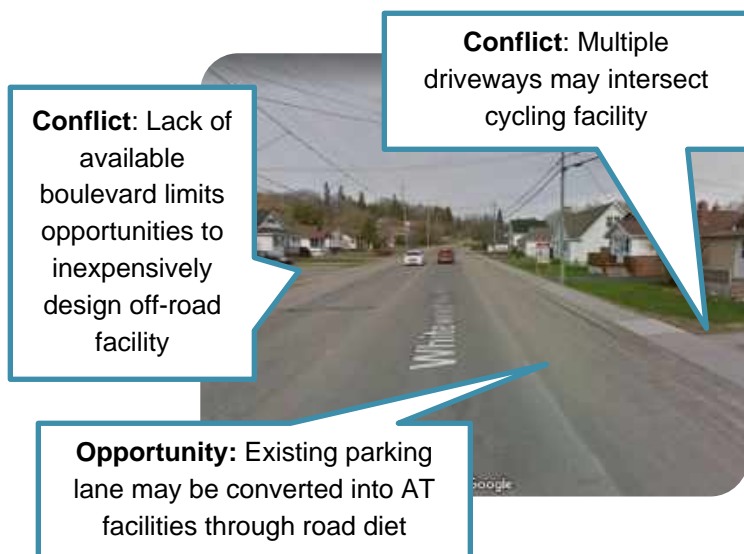 Conflict: Multiple
driveways may intersect
cycling facility
Conflict: Lack of
available
boulevard limits
opportunities to
inexpensively
design off-road
facility
Opportunity: Existing parking
lane may be converted into AT
facilities through road diet